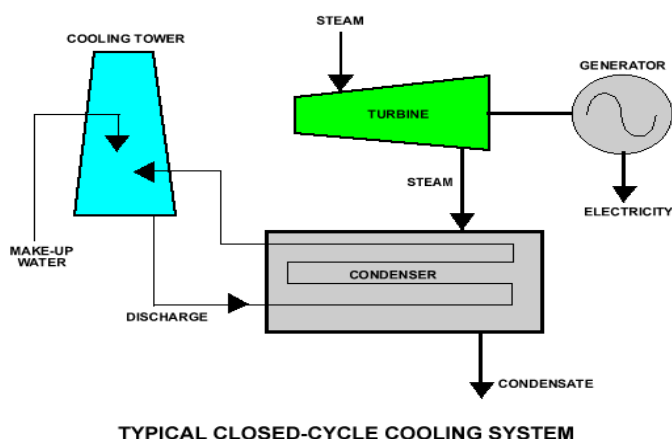 STEAM
COOLING TOWER
GENERATOR
TURBINE
STEAM
ELECTRICITY
MAKE-UP
WATER
CONDENSER
DISCHARGE
CONDENSATE
TYPICAL CLOSED-CYCLE COOLING SYSTEM